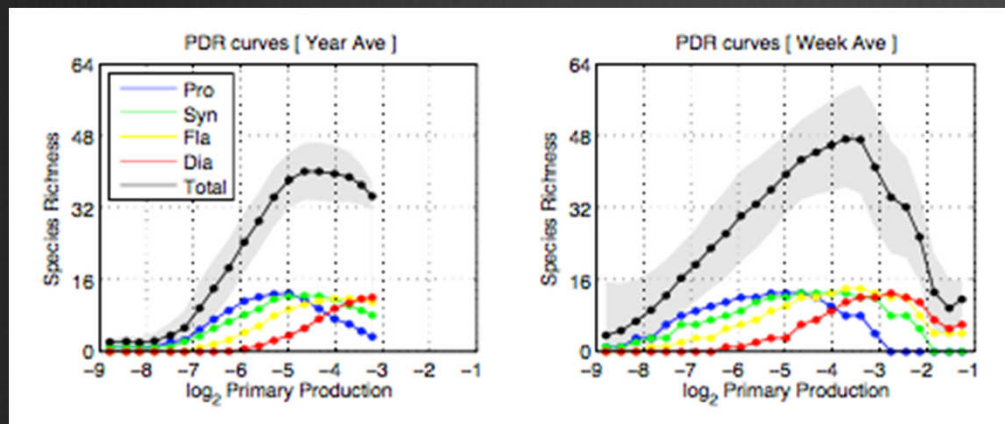 PDR curves [ Year Ave ]
64
48
32
16
0
Species Richness
Pro
Syn
Fla
Dia
Total
−9 −8 −7 −6 −5 −4 −3 −2 −1
log2 Primary Production
PDR curves [ Week Ave ]
64
48
32
16
0
Species Richness
−9 −8 −7 −6 −5 −4 −3 −2 −1
log2 Primary Production